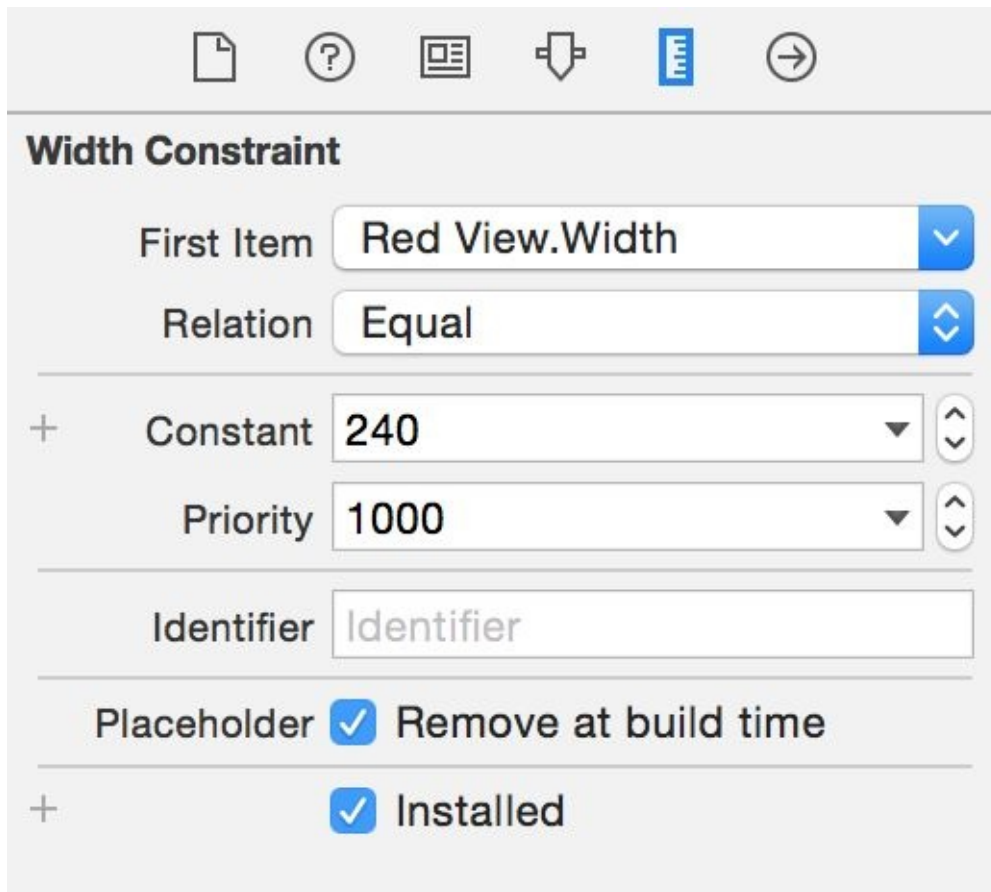 Width Constraint
First Item Red View.Width
Relation Equal
+ Constant 240
Priority 1000
Identifier Identifier
Placeholder Remove at build time
+ Installed